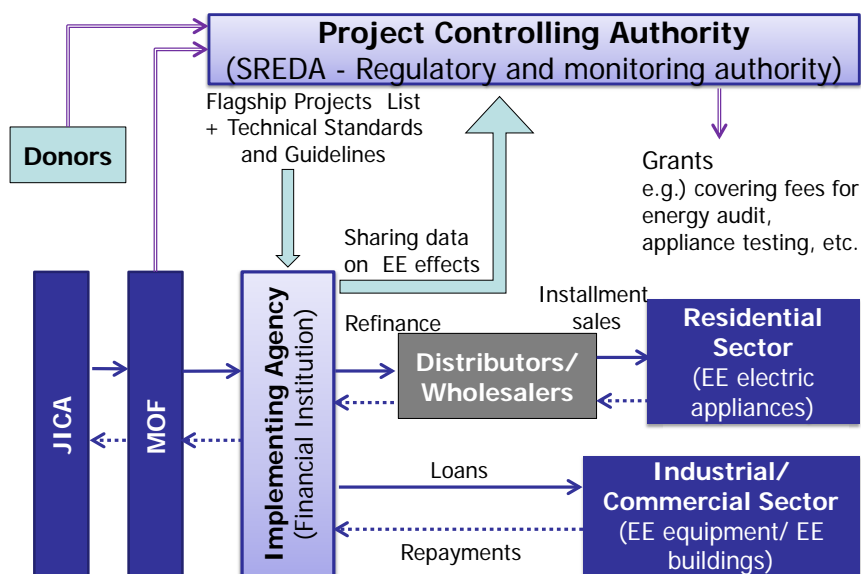 Project Controlling Authority
(SREDA - Regulatory and monitoring authority)
Flagship Projects List
+ Technical Standards
and Guidelines
Donors
Grants
e.g.) covering fees for
energy audit,
appliance testing, etc.
Sharing data
on EE effects
JICA
MOF
Implementing Agency
(Financial Institution)
Refinance
Distributors/
Wholesalers
Installment
sales
Residential
Sector
(EE electric
appliances)
Loans
Repayments
Industrial/
Commercial Sector
(EE equipment/ EE
buildings)